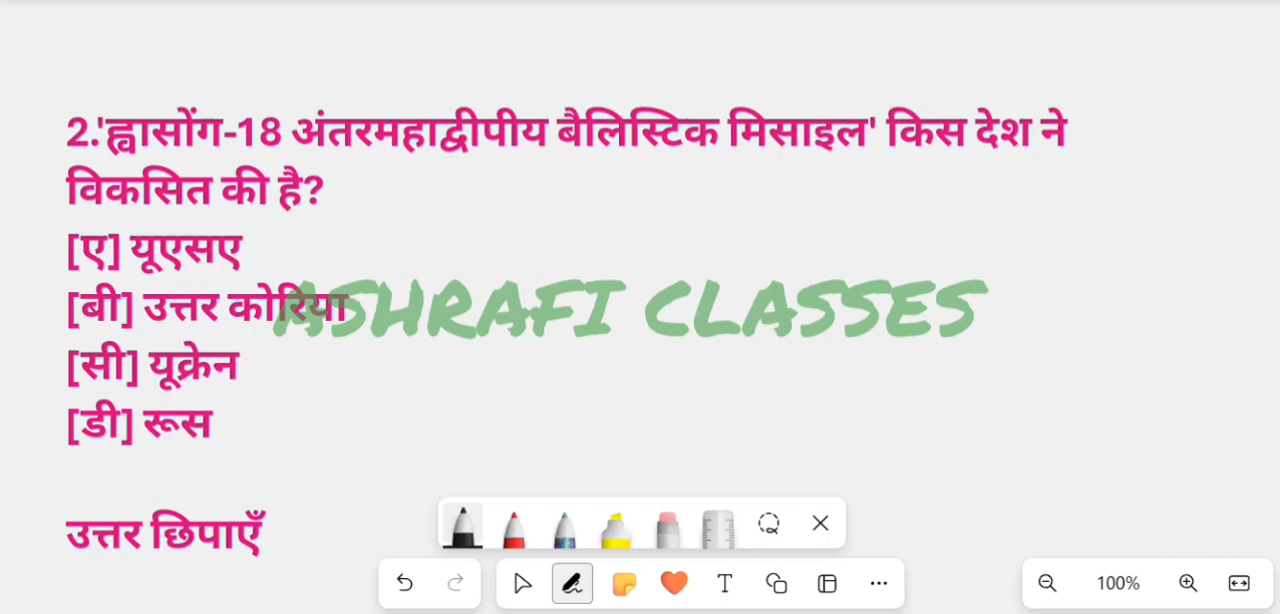 2.'ह्वासोंग-18 अंतरमहाद्वीपीय बैलिस्टिक मिसाइल' किस देश ने
विकसित की है?
[ए] यूएसए
[बी] उत्तर कोरिया
ASHRAFI CLASSES
[सी] यूक्रेन
[डी] रूस
उत्तर छिपाएँ
T
100%